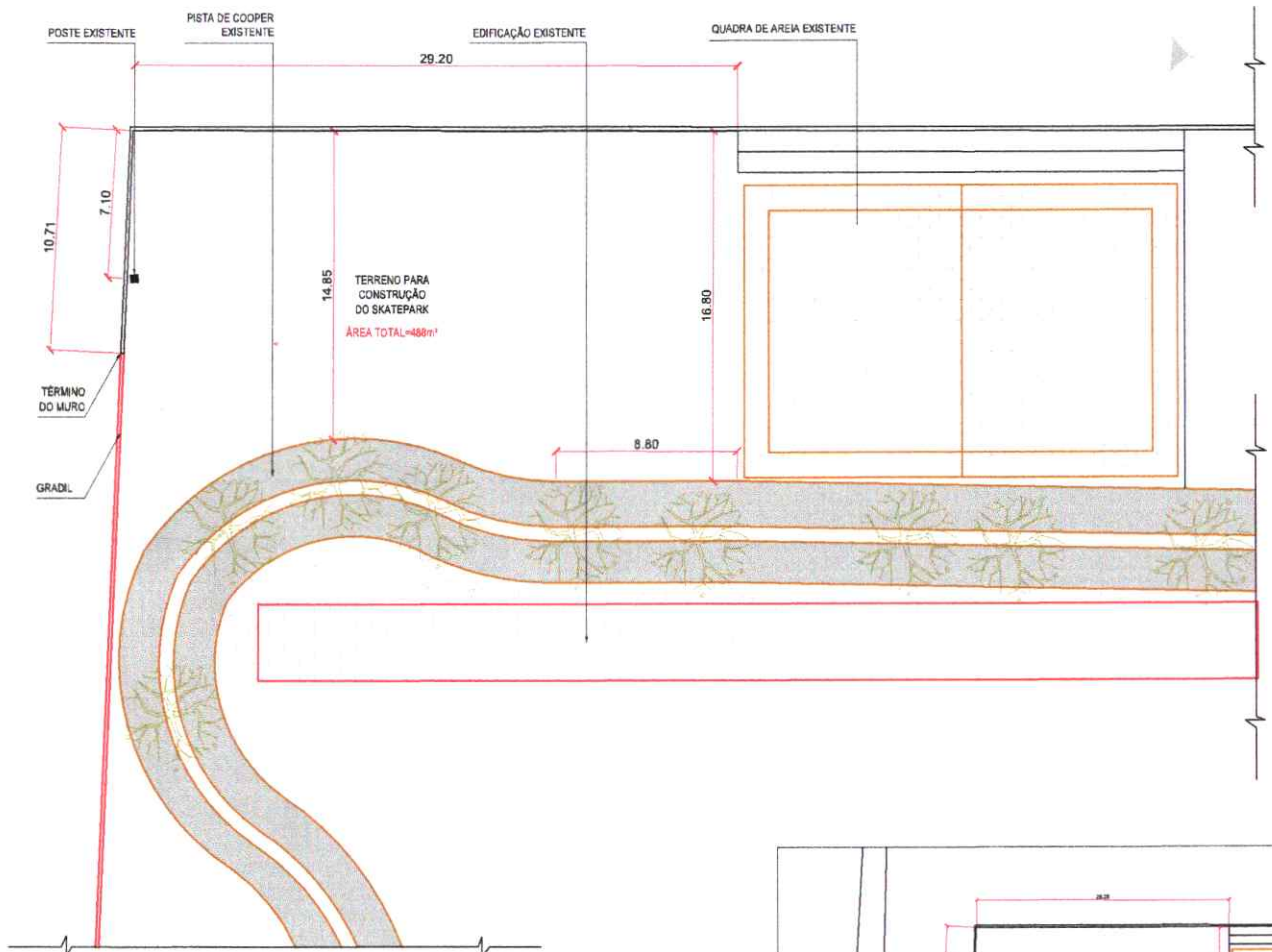 PISTA DE COOPER
EXISTENTE
POSTE EXISTENTE
EDIFICAÇÃO EXISTENTE
QUADRA DE AREIA EXISTENTE
29.20
10.71
7.10
14.85
TERRENO PARA
CONSTRUÇÃO
DO SKATEPARK
ÁREA TOTAL=488m²
16.80
TÉRMINO
DO MURO
8.80
GRADIL